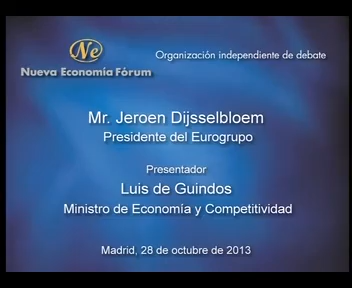 Ne
Organización independiente de debate
Nueva Economía Fórum
Mr. Jeroen Dijsselbloem
Presidente del Eurogrupo
Presentador
Luis de Guindos
Ministro de Economía y Competitividad
Madrid, 28 de octubre de 2013